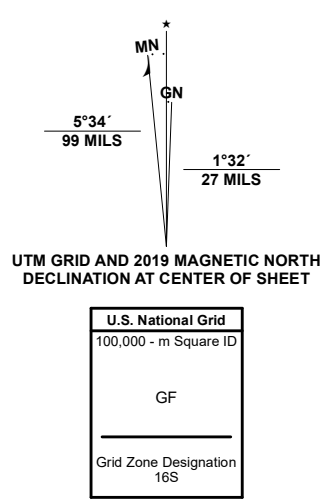 ★
MN
GN
5°34´
99 MILS
1°32´
27 MILS
UTM GRID AND 2019 MAGNETIC NORTH
DECLINATION AT CENTER OF SHEET
U.S. National Grid
100,000 - m Square ID
GF
Grid Zone Designation
16S